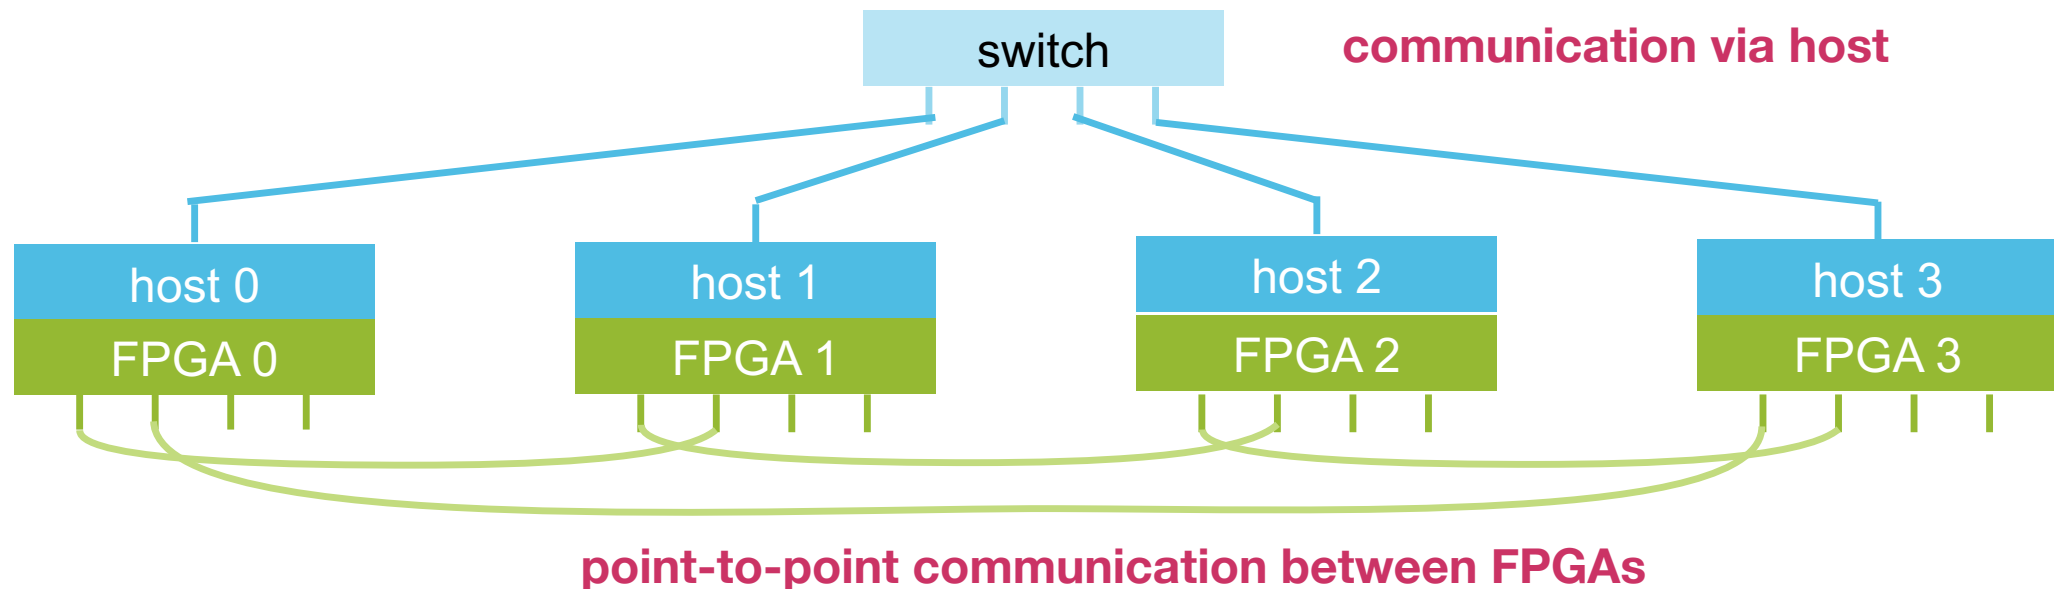 switch
communication via host
host 0
host 1
host 2
host 3
FPGA 0
FPGA 1
FPGA 2
FPGA 3
point-to-point communication between FPGAs